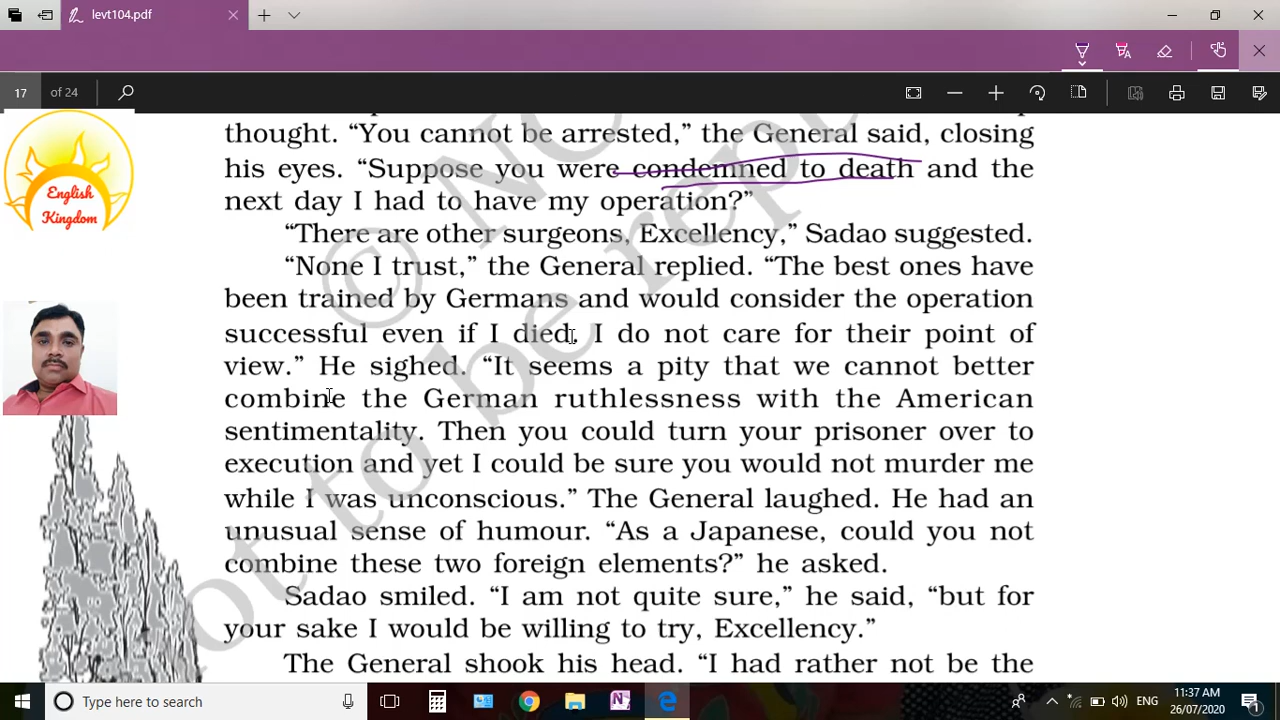 levt104.pdf
17 of 24
thought. “You cannot be arrested,” the General said, closing
his eyes. “Suppose you were condemned to death and the
next day I had to have my operation?”
“There are other surgeons, Excellency,” Sadao suggested.
“None I trust,” the General replied. “The best ones have
been trained by Germans and would consider the operation
successful even if I died. I do not care for their point of
view.” He sighed. “It seems a pity that we cannot better
combine the German ruthlessness with the American
sentimentality. Then you could turn your prisoner over to
execution and yet I could be sure you would not murder me
while I was unconscious.” The General laughed. He had an
unusual sense of humour. “As a Japanese, could you not
combine these two foreign elements?” he asked.
Sadao smiled. “I am not quite sure,” he said, “but for
your sake I would be willing to try, Excellency.”
The General shook his head. “I had rather not be the
© NC
not to be rep
English
Kingdom
Type here to search
ENG
11:37 AM
26/07/2020
1